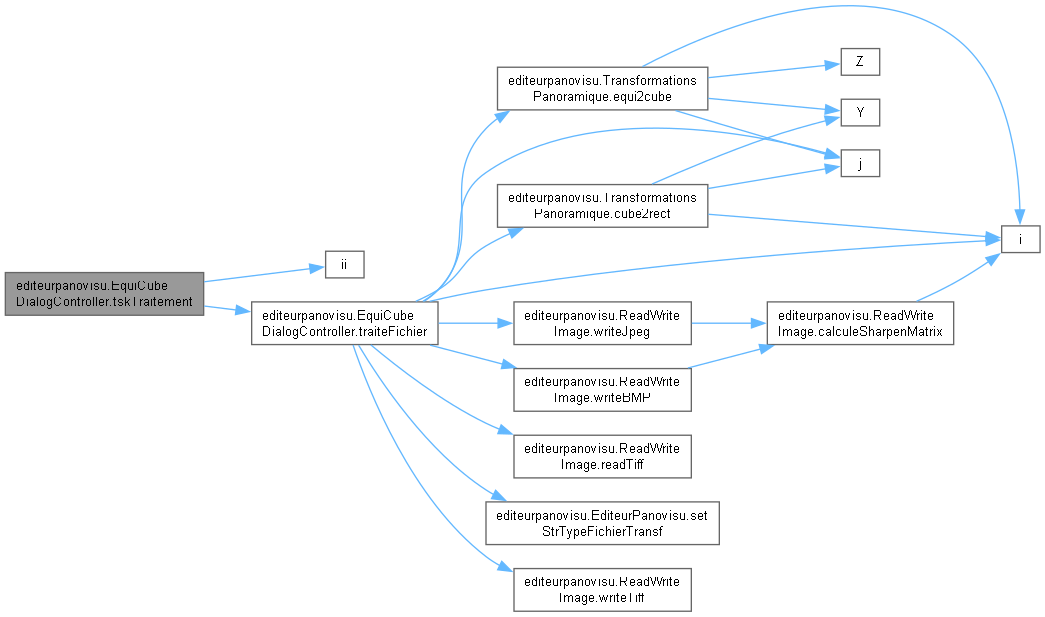 editeurpanovisu.Transformations
Panoramique.equi2cube
Z
Y
j
editeurpanovisu.Transformations
Panoramique.cube2rect
i
ii
editeurpanovisu.EquiCube
DialogController.tskTraitement
editeurpanovisu.EquiCube
DialogController.traiteFichier
editeurpanovisu.ReadWrite
Image.writeJpeg
editeurpanovisu.ReadWrite
Image.calculeSharpenMatrix
editeurpanovisu.ReadWrite
Image.writeBMP
editeurpanovisu.ReadWrite
Image.readTiff
editeurpanovisu.EditeurPanovisu.set
StrTypeFichierTransf
editeurpanovisu.ReadWrite
Image.writeTiff